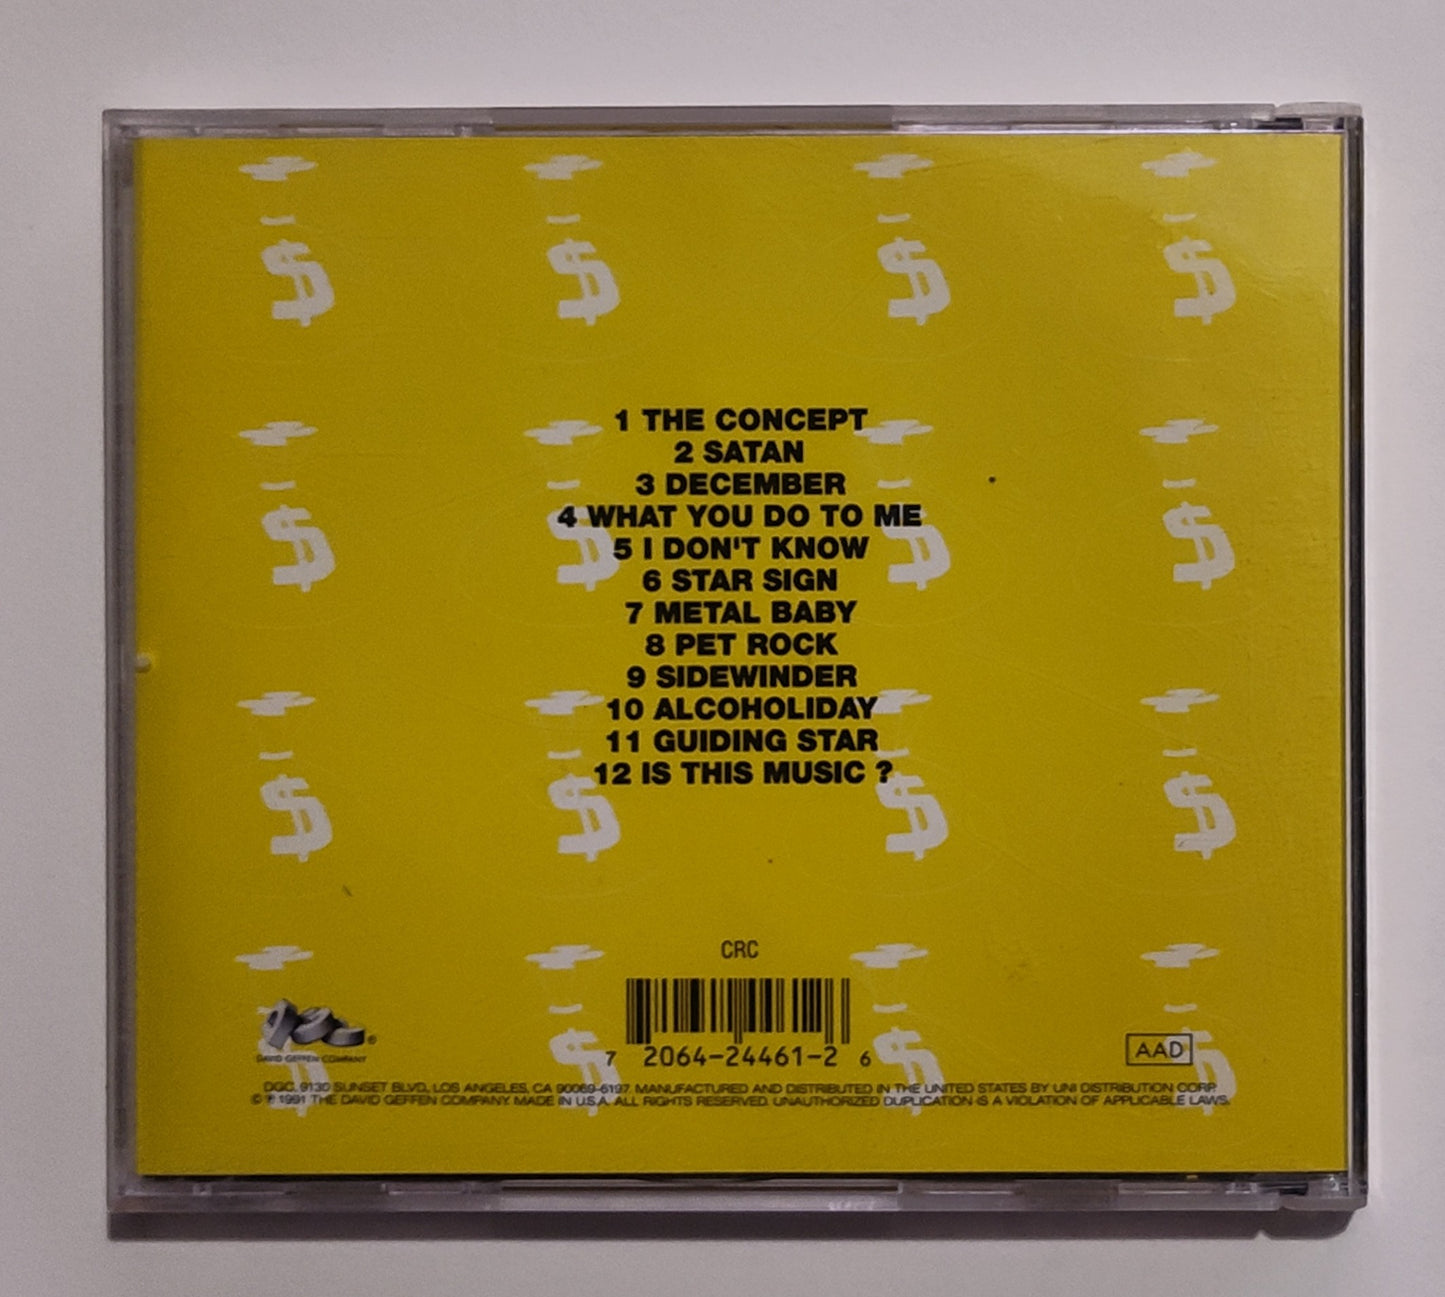 1 THE CONCEPT
2 SATAN
3 DECEMBER
4 WHAT YOU DO TO ME
5 I DON'T KNOW
6 STAR SIGN
7 METAL BABY
8 PET ROCK
9 SIDEWINDER
10 ALCOHOLIDAY
11 GUIDING STAR
12 IS THIS MUSIC ?
CRC
7 2064-24461-2 6
DAVID GEFFEN COMPANY
®
AAD
DGC, 9130 SUNSET BLVD., LOS ANGELES, CA 90069-6197. MANUFACTURED AND DISTRIBUTED IN THE UNITED STATES BY UNI DISTRIBUTION CORP.
© ℗ 1991 THE DAVID GEFFEN COMPANY. MADE IN U.S.A. ALL RIGHTS RESERVED. UNAUTHORIZED DUPLICATION IS A VIOLATION OF APPLICABLE LAWS.